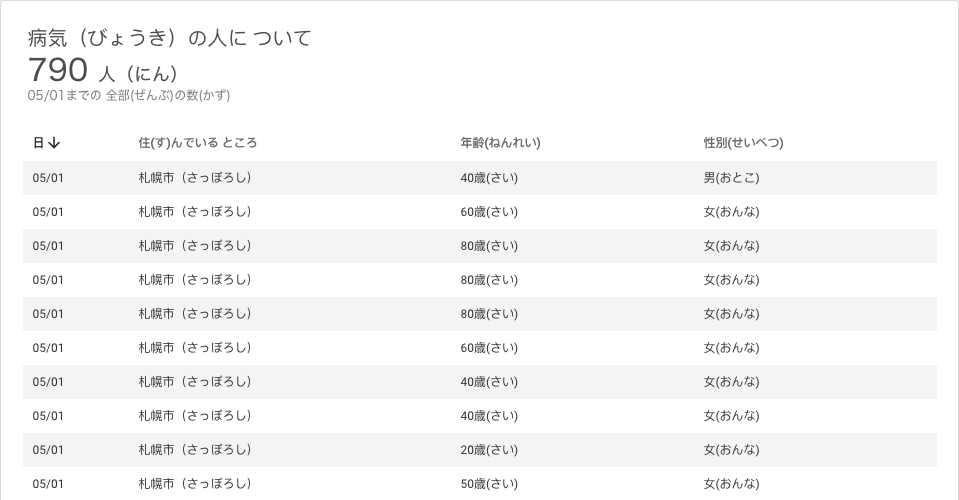 病気（びょうき）の人に ついて
790 人（にん）
05/01までの 全部(ぜんぶ)の数(かず)
日↓ 住(す)んでいる ところ 年齢(ねんれい) 性別(せいべつ)
05/01 札幌市（さっぽろし） 40歳(さい) 男(おとこ)
05/01 札幌市（さっぽろし） 60歳(さい) 女(おんな)
05/01 札幌市（さっぽろし） 80歳(さい) 女(おんな)
05/01 札幌市（さっぽろし） 80歳(さい) 女(おんな)
05/01 札幌市（さっぽろし） 80歳(さい) 女(おんな)
05/01 札幌市（さっぽろし） 60歳(さい) 女(おんな)
05/01 札幌市（さっぽろし） 40歳(さい) 女(おんな)
05/01 札幌市（さっぽろし） 40歳(さい) 女(おんな)
05/01 札幌市（さっぽろし） 20歳(さい) 女(おんな)
05/01 札幌市（さっぽろし） 50歳(さい) 女(おんな)